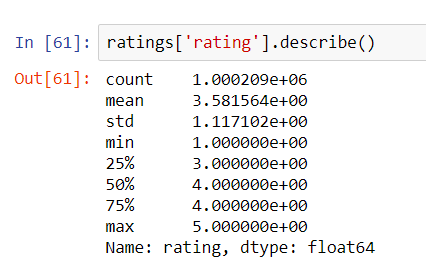 In [61]: ratings['rating'].describe()
Out[61]: count    1.000209e+06
mean     3.581564e+00
std      1.117102e+00
min      1.000000e+00
25%      3.000000e+00
50%      4.000000e+00
75%      4.000000e+00
max      5.000000e+00
Name: rating, dtype: float64